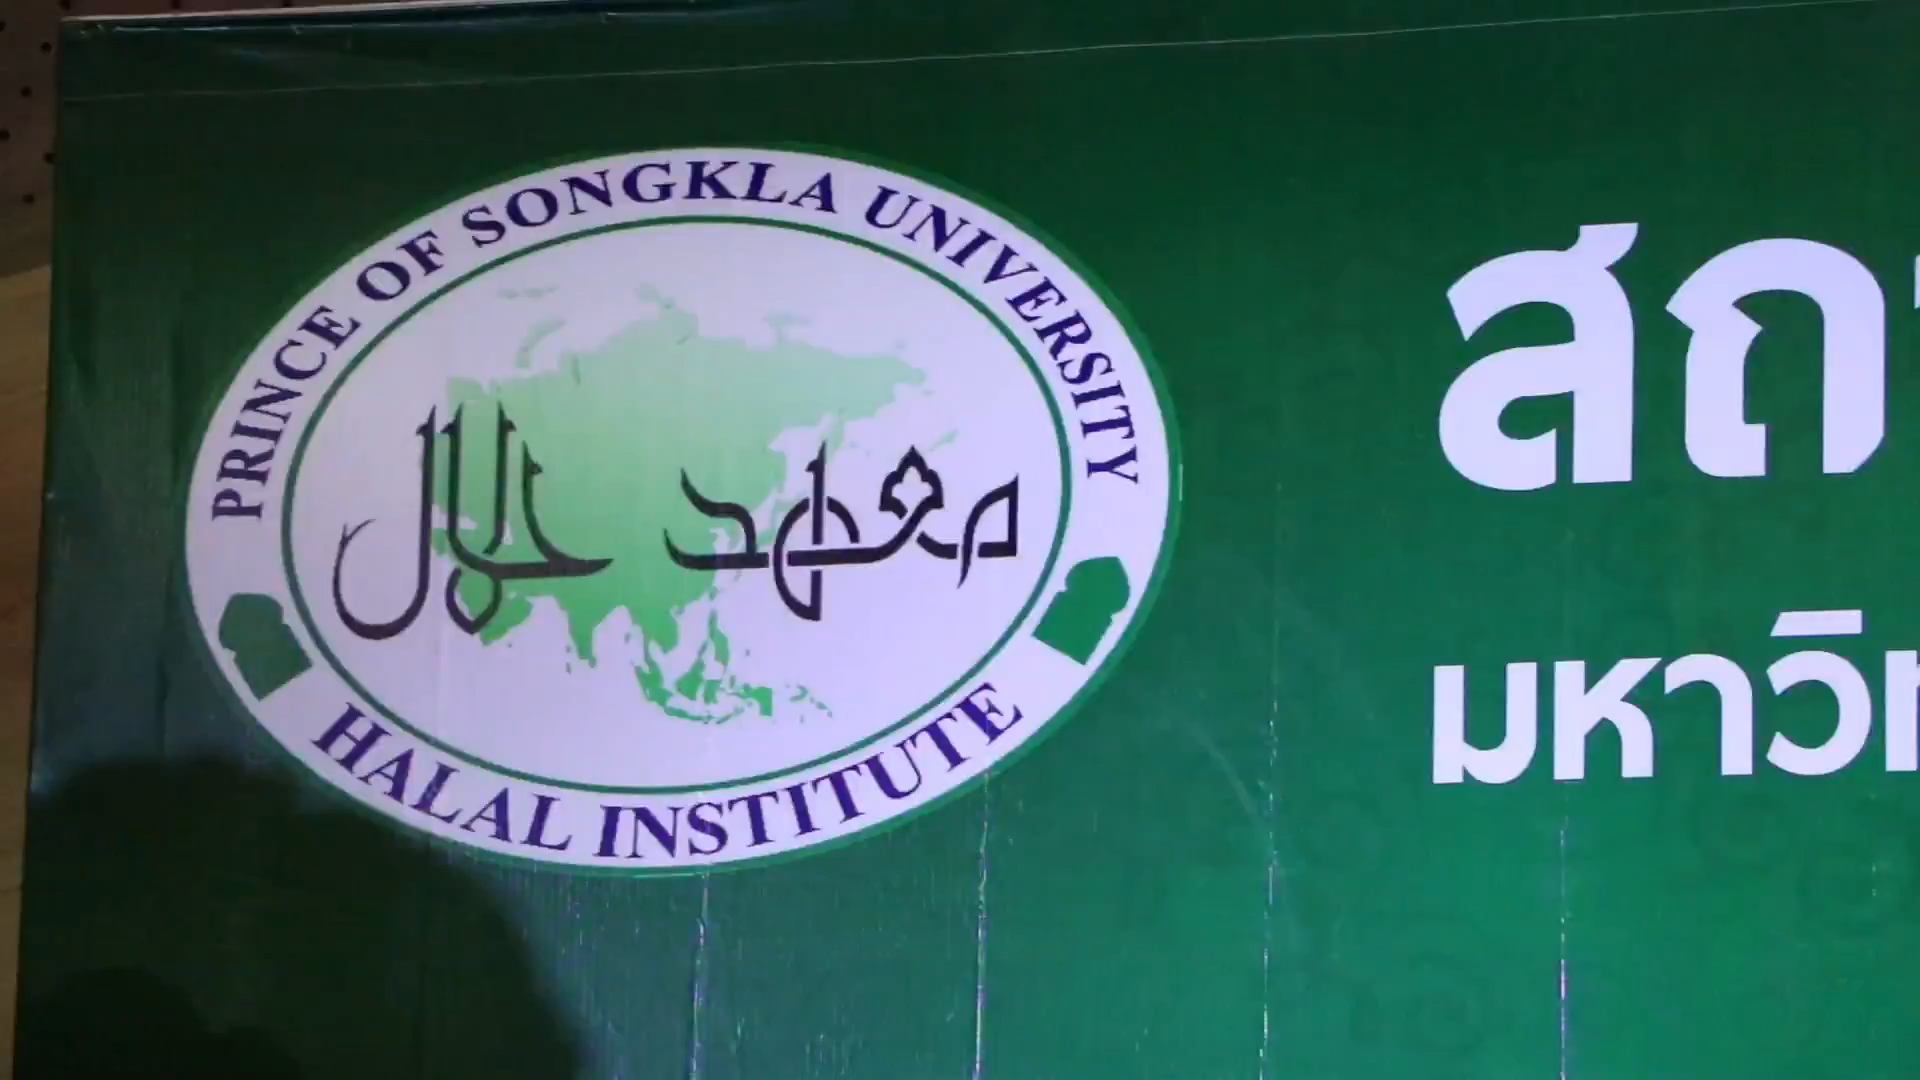 PRINCE OF SONGKLA UNIVERSITY
معهد حلال
HALAL INSTITUTE